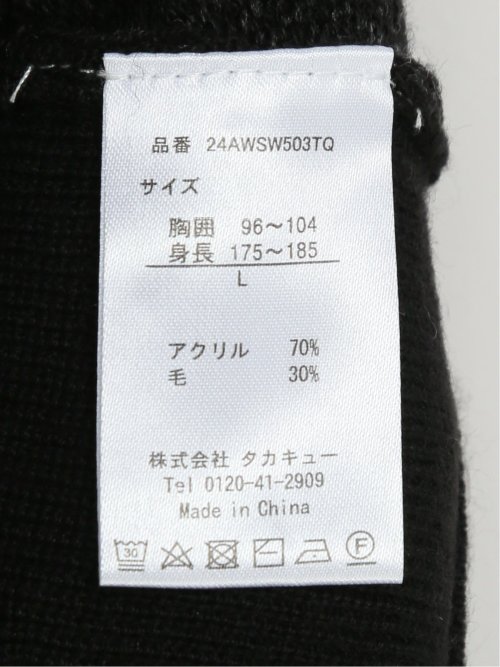 品番 24AWSW503TQ
サイズ
胸囲 96～104
身長 175～185
L
アクリル 70%
毛 30%
株式会社 タカキュー
Tel 0120-41-2909
Made in China
30 F